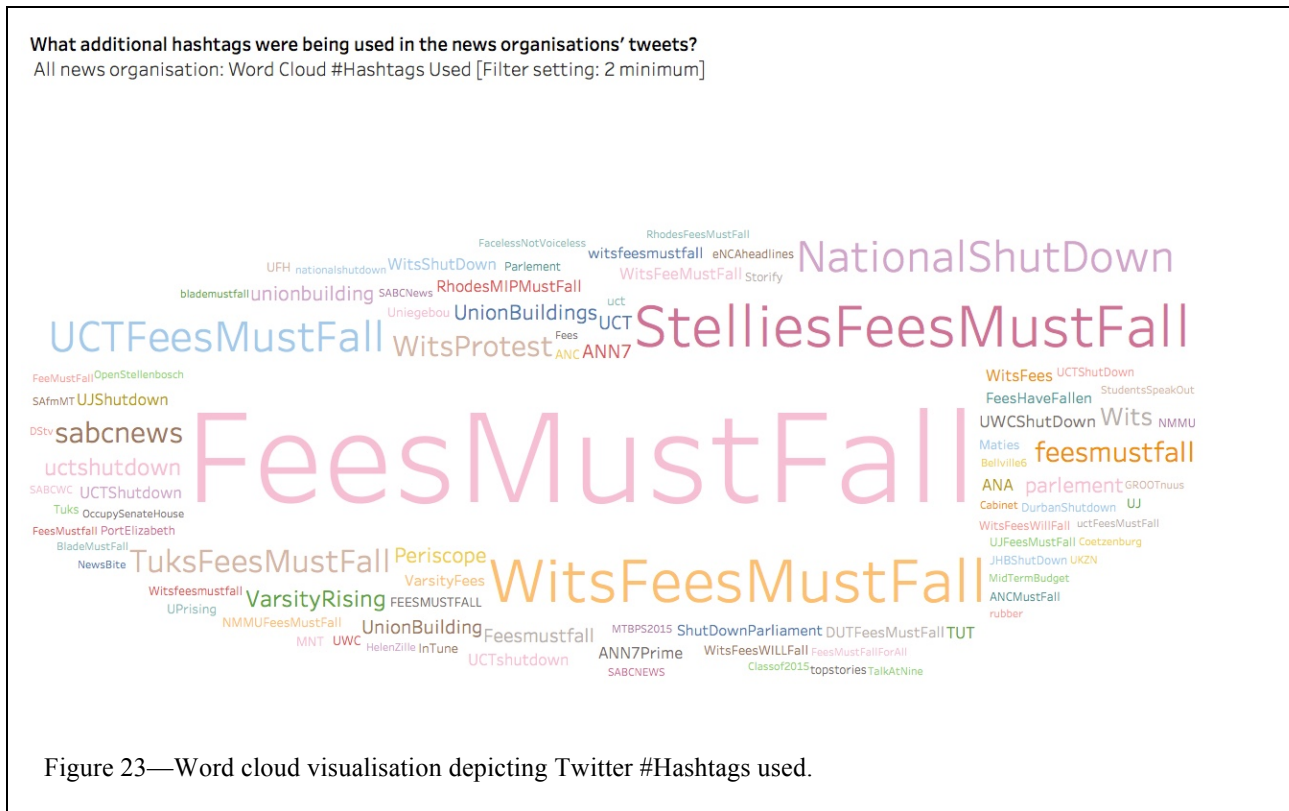 What additional hashtags were being used in the news organisations' tweets?
All news organisation: Word Cloud #Hashtags Used [Filter setting: 2 minimum]
RhodesFeesMustFall
FacelessNotVoiceless
witsfeesmustfall eNCAheadlines
NationalShutDown
UFH nationalshutdown WitsShutDown Parlement
WitsFeeMustFall Storify
blademustfall unionbuilding SABCNews RhodesMIPMustFall
uct
Uniegebou UnionBuildings UCT
StelliesFeesMustFall
UCTFeesMustFall WitsProtest Fees
ANC ANN7
FeeMustFall OpenStellenbosch
WitsFees UCTShutDown
StudentsSpeakOut
SAfmMT UJShutdown
FeesHaveFallen
UWCShutDown Wits NMMU
DStv sabcnews
FeesMustFall
Maties feesmustfall
Bellville6
uctshutdown
ANA parlement GROOTnuus
SABCWC UCTShutdown
Cabinet DurbanShutdown UJ
Tuks OccupySenateHouse
WitsFeesWillFall uctFeesMustFall
FeesMustfall PortElizabeth
UJFeesMustFall Coetzenburg
BladeMustFall
NewsBite
TuksFeesMustFall Periscope
JHBShutDown UKZN
VarsityFees
WitsFeesMustFall
MidTermBudget
Witsfeesmustfall VarsityRising FEESMUSTFALL
ANCMustFall
UPrising
rubber
NMMUFeesMustFall UnionBuilding Feesmustfall
MTBPS2015 ShutDownParliament DUTFeesMustFall TUT
MNT UWC HelenZille InTune
ANN7Prime WitsFeesWILLFall FeesMustFallForAll
UCTshutdown
SABCNEWS
Classof2015 topstories TalkAtNine
Figure 23—Word cloud visualisation depicting Twitter #Hashtags used.